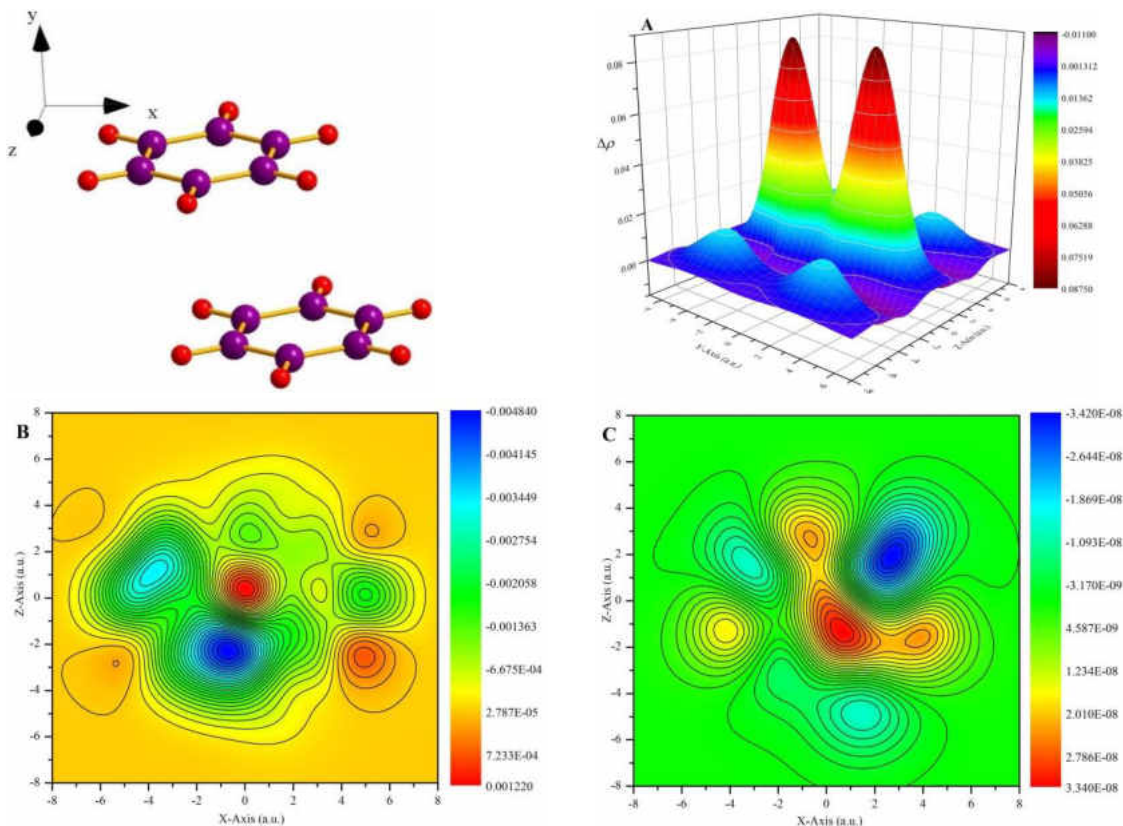 y
x
z
A
Δρ
0.08
0.06
0.04
0.02
0.00
Y-Axis (a.u.)
Z-Axis (a.u.)
-0.01100
0.001312
0.01362
0.02594
0.03825
0.05056
0.06288
0.07519
0.08750
B
8
6
4
2
0
-2
-4
-6
-8
Z-Axis (a.u.)
-8 -6 -4 -2 0 2 4 6 8
X-Axis (a.u.)
-0.004840
-0.004145
-0.003449
-0.002754
-0.002058
-0.001363
-6.675E-04
2.787E-05
7.233E-04
0.001220
C
8
6
4
2
0
-2
-4
-6
-8
Z-Axis (a.u.)
-8 -6 -4 -2 0 2 4 6 8
X-Axis (a.u.)
-3.420E-08
-2.644E-08
-1.869E-08
-1.093E-08
-3.170E-09
4.587E-09
1.234E-08
2.010E-08
2.786E-08
3.340E-08